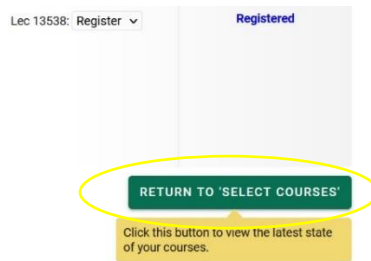 Lec 13538: Register Registered
RETURN TO 'SELECT COURSES'
Click this button to view the latest state
of your courses.